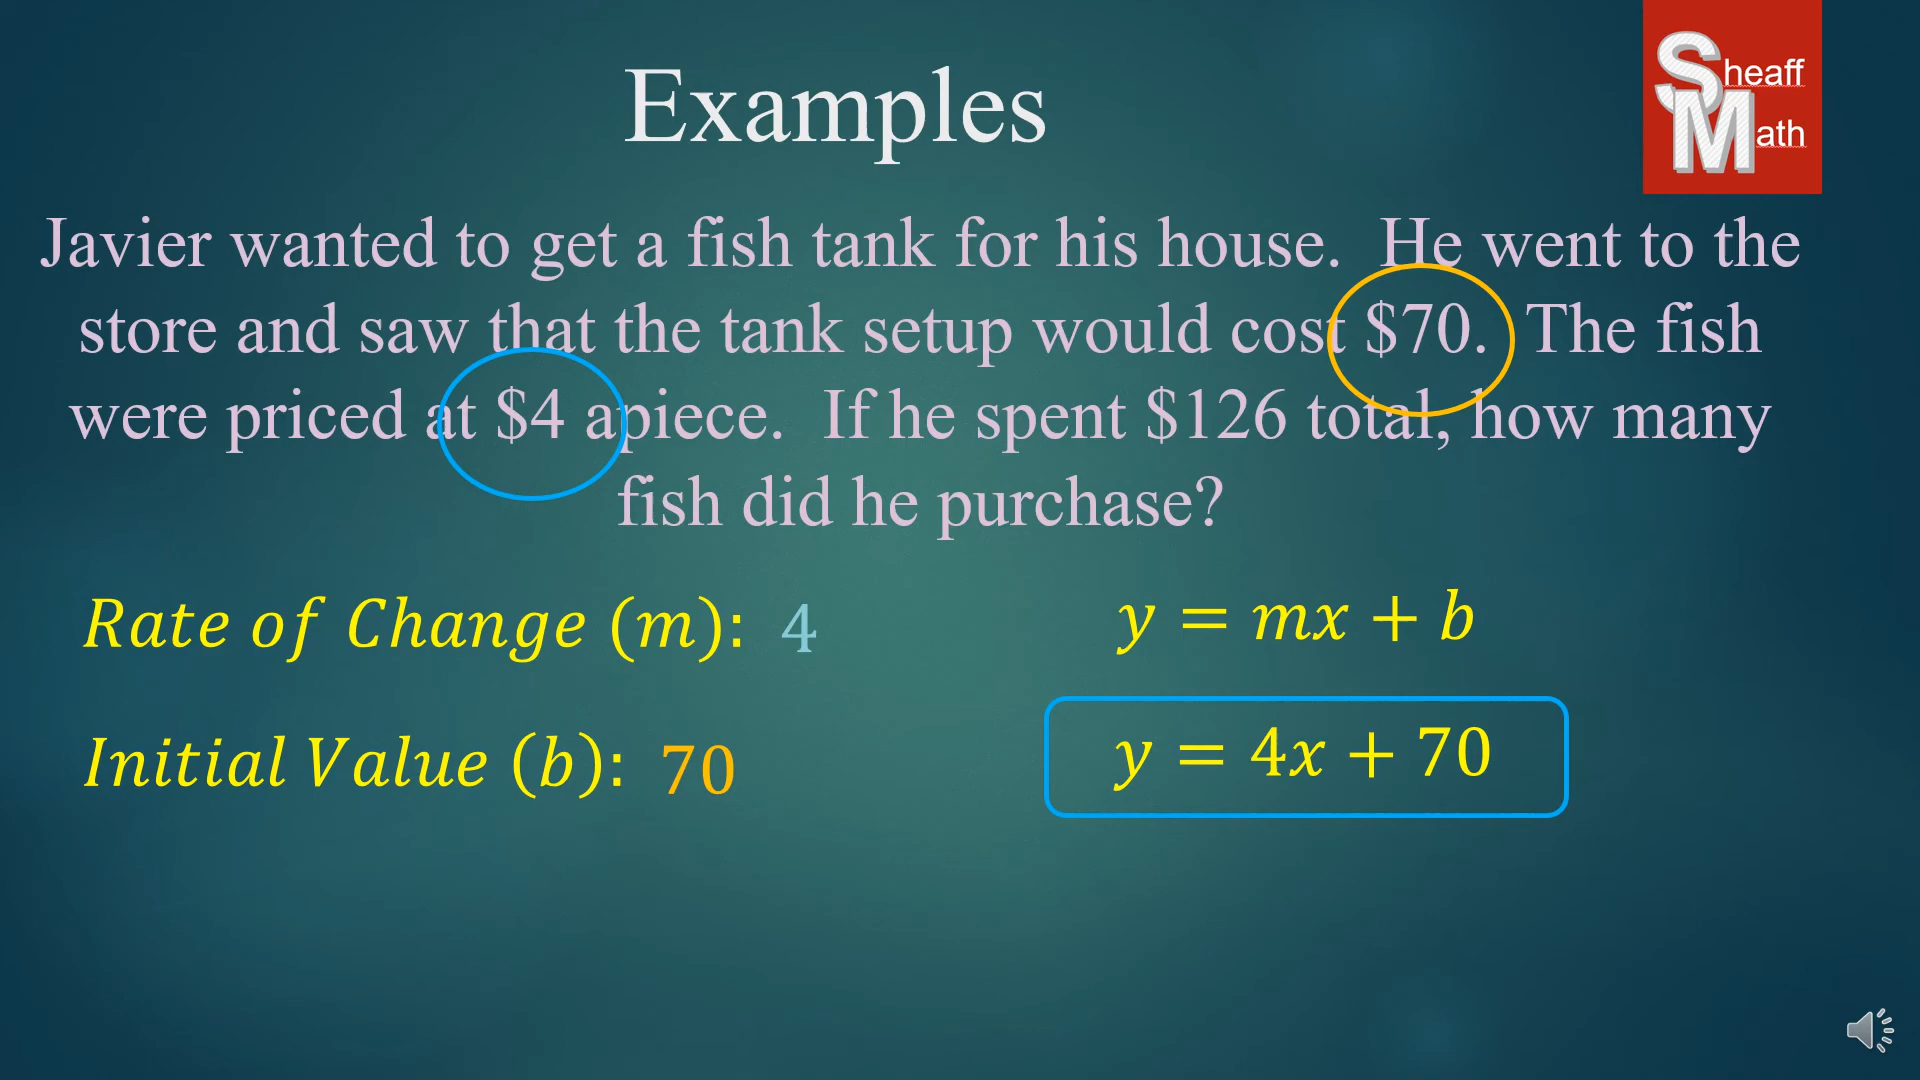 Examples
Sheaff
Math
Javier wanted to get a fish tank for his house. He went to the
store and saw that the tank setup would cost $70. The fish
were priced at $4 apiece. If he spent $126 total, how many
fish did he purchase?
Rate of Change (m): 4
y = mx + b
Initial Value (b): 70
y = 4x + 70